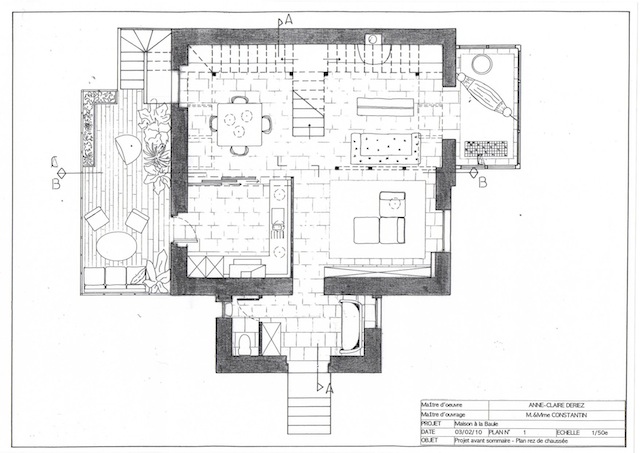 A
A
B
B
A
Maître d'oeuvre ANNE-CLAIRE DERIEZ
Maître d'ouvrage M.&Mme CONSTANTIN
PROJET Maison à la Baule
DATE 03/02/10 PLAN N° 1 ECHELLE 1/50e
OBJET Projet avant sommaire - Plan rez de chaussée